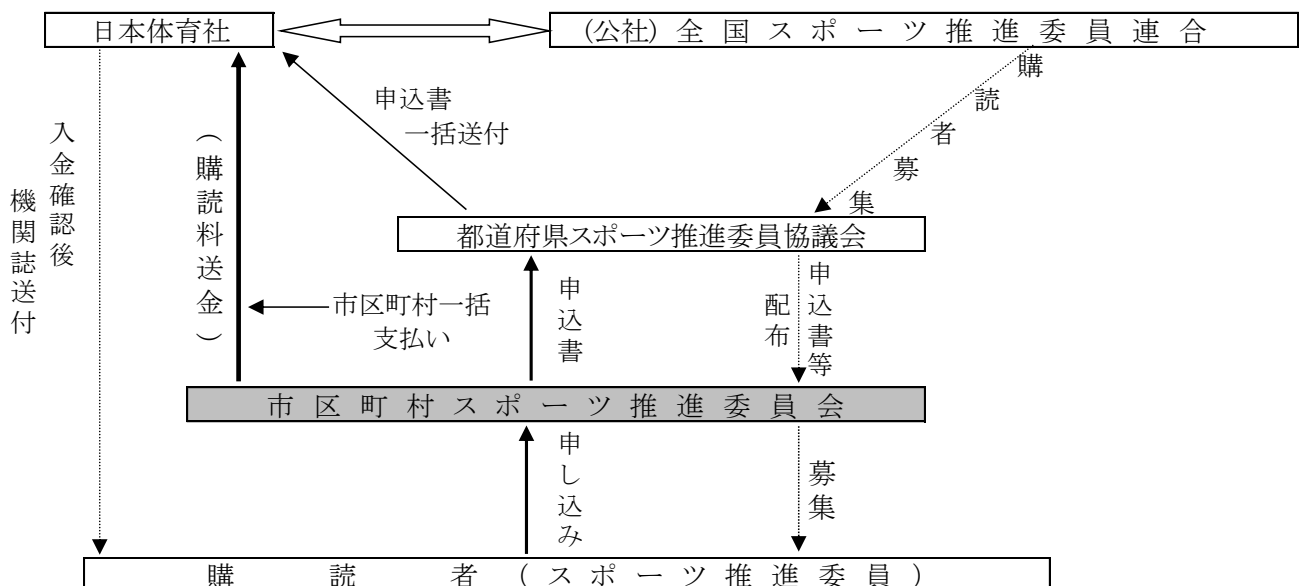 日本体育社
(公社)全国スポーツ推進委員連合
購読者募集
申込書
一括送付
入金確認後
機関誌送付
(購読料送金)
都道府県スポーツ推進委員協議会
市区町村一括
支払い
申込書
申込書等
配布
市区町村スポーツ推進委員会
申し込み
募集
購読者(スポーツ推進委員)